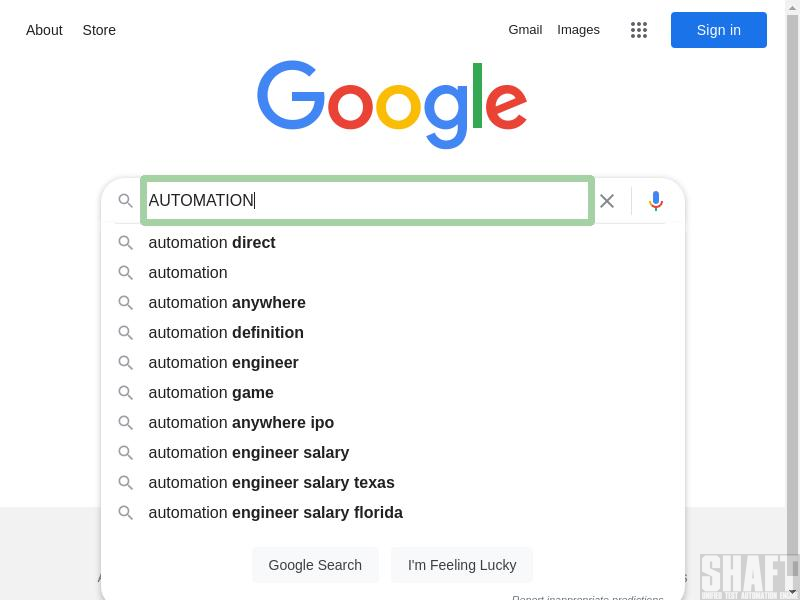 About Store Gmail Images Sign in
Google
AUTOMATION
automation direct
automation
automation anywhere
automation definition
automation engineer
automation game
automation anywhere ipo
automation engineer salary
automation engineer salary texas
automation engineer salary florida
Google Search I'm Feeling Lucky
Report inappropriate predictions
SHAFT